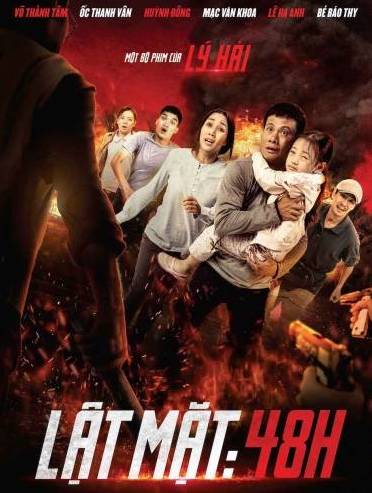 VÕ THÀNH TÂM ỐC THANH VÂN HUỲNH ĐÔNG MẠC VĂN KHOA LÊ HẠ ANH BÉ BẢO THY
MỘT BỘ PHIM CỦA LÝ HẢI
LẬT MẶT: 48H